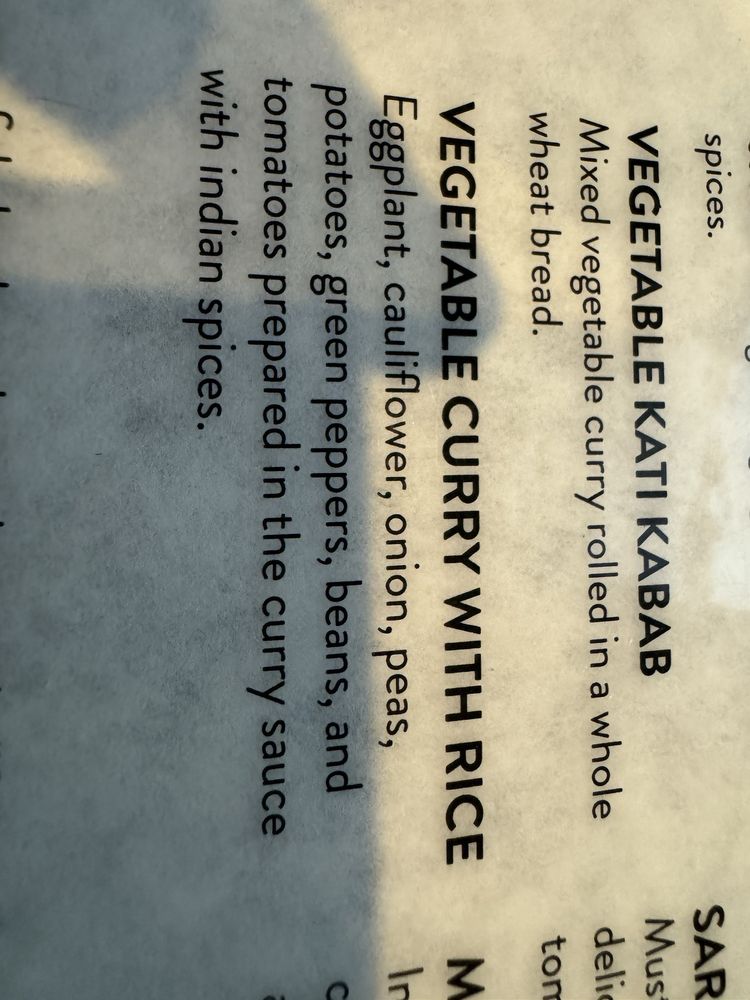 spices.
VEGETABLE KATI KABAB
Mixed vegetable curry rolled in a whole
wheat bread.
VEGETABLE CURRY WITH RICE
Eggplant, cauliflower, onion, peas,
potatoes, green peppers, beans, and
tomatoes prepared in the curry sauce
with indian spices.
SAR
Mus
delic
tom
M
In
c